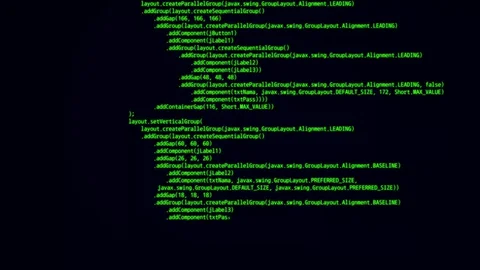 layout.createParallelGroup(javax.swing.GroupLayout.Alignment.LEADING)
.addGroup(layout.createSequentialGroup()
.addGap(166, 166, 166)
.addGroup(layout.createParallelGroup(javax.swing.GroupLayout.Alignment.LEADING)
.addComponent(jButton1)
.addComponent(jLabel1)
.addGroup(layout.createSequentialGroup()
.addGroup(layout.createParallelGroup(javax.swing.GroupLayout.Alignment.LEADING)
.addComponent(jLabel2)
.addComponent(jLabel3))
.addGap(48, 48, 48)
.addGroup(layout.createParallelGroup(javax.swing.GroupLayout.Alignment.LEADING, false)
.addComponent(txtNama, javax.swing.GroupLayout.DEFAULT_SIZE, 172, Short.MAX_VALUE)
.addComponent(txtPass))))
.addContainerGap(116, Short.MAX_VALUE))
);
layout.setVerticalGroup(
layout.createParallelGroup(javax.swing.GroupLayout.Alignment.LEADING)
.addGroup(layout.createSequentialGroup()
.addGap(60, 60, 60)
.addComponent(jLabel1)
.addGap(26, 26, 26)
.addGroup(layout.createParallelGroup(javax.swing.GroupLayout.Alignment.BASELINE)
.addComponent(jLabel2)
.addComponent(txtNama, javax.swing.GroupLayout.PREFERRED_SIZE,
javax.swing.GroupLayout.DEFAULT_SIZE, javax.swing.GroupLayout.PREFERRED_SIZE))
.addGap(18, 18, 18)
.addGroup(layout.createParallelGroup(javax.swing.GroupLayout.Alignment.BASELINE)
.addComponent(jLabel3)
.addComponent(txtPas